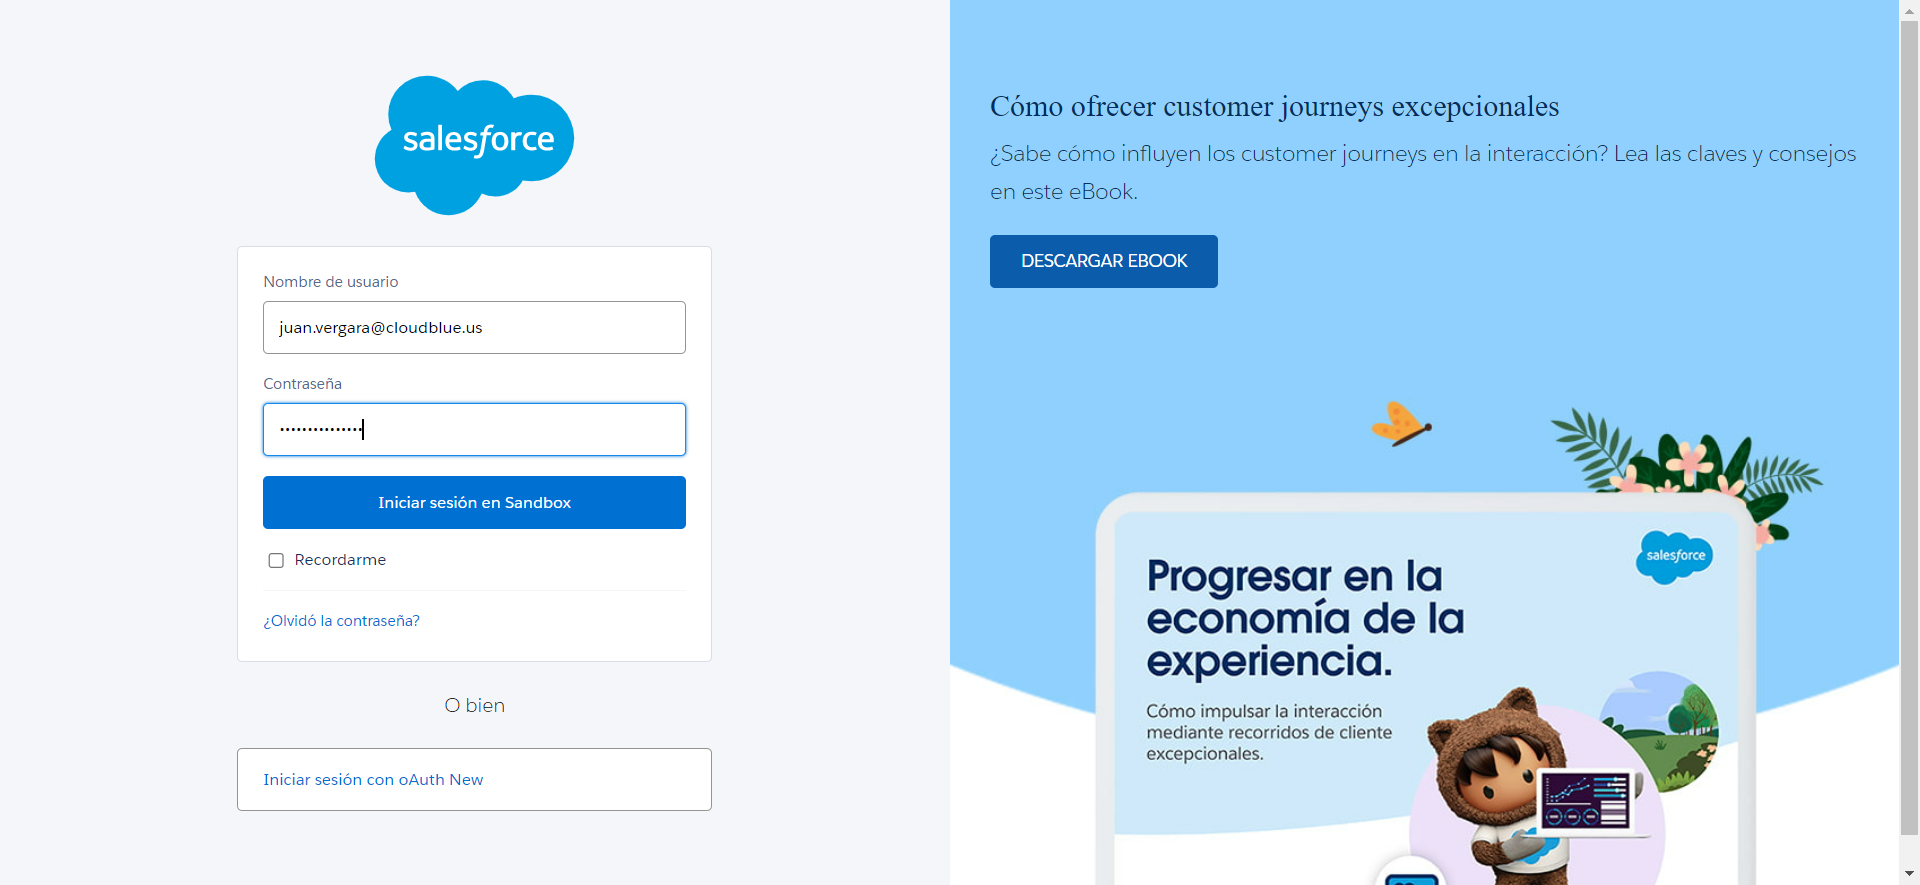 salesforce
Nombre de usuario
juan.vergara@cloudblue.us
Contraseña
•••••••••••••••
Iniciar sesión en Sandbox
Recordarme
¿Olvidó la contraseña?
O bien
Iniciar sesión con oAuth New
Cómo ofrecer customer journeys excepcionales
¿Sabe cómo influyen los customer journeys en la interacción? Lea las claves y consejos
en este eBook.
DESCARGAR EBOOK
salesforce
Progresar en la
economía de la
experiencia.
Cómo impulsar la interacción
mediante recorridos de cliente
excepcionales.